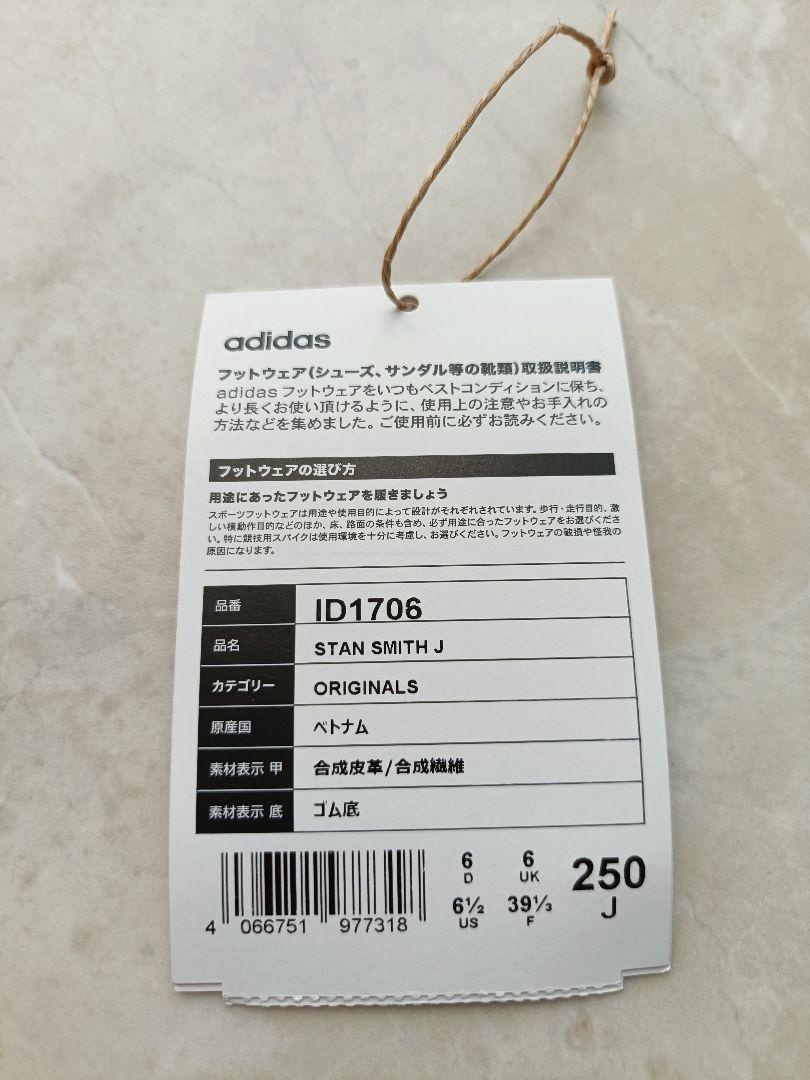 adidas
フットウェア(シューズ、サンダル等の靴類)取扱説明書
adidas フットウェアをいつもベストコンディションに保ち、
より長くお使い頂けるように、使用上の注意やお手入れの
方法などを集めました。ご使用前に必ずお読みください。
フットウェアの選び方
用途にあったフットウェアを履きましょう
スポーツフットウェアは用途や使用目的によって設計がそれぞれされています。歩行・走行目的、激
しい横動作目的などのほか、床、路面の条件も含め、必ず用途に合ったフットウェアをお選びくださ
い。特に競技用スパイクは使用環境を十分に考慮し、お選びください。フットウェアの破損や怪我の
原因になります。
品番 ID1706
品名 STAN SMITH J
カテゴリー ORIGINALS
原産国 ベトナム
素材表示 甲 合成皮革/合成繊維
素材表示 底 ゴム底
6 6 250
D UK J
6½ 39⅓
US F
4 066751 977318